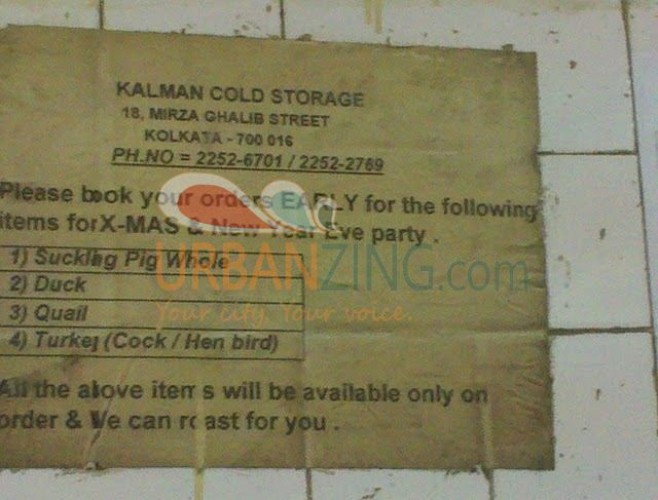 KALMAN COLD STORAGE
18, MIRZA GHALIB STREET
KOLKATA - 700 016
PH.NO = 2252-6701 / 2252-2769
Please book your orders EARLY for the following
items for X-MAS & New Year Eve party .
1) Suckling Pig Whole
2) Duck
3) Quail
4) Turkey (Cock / Hen bird)
All the above items will be available only on
order & We can roast for you .
URBANZING.com
Your city. Your voice.